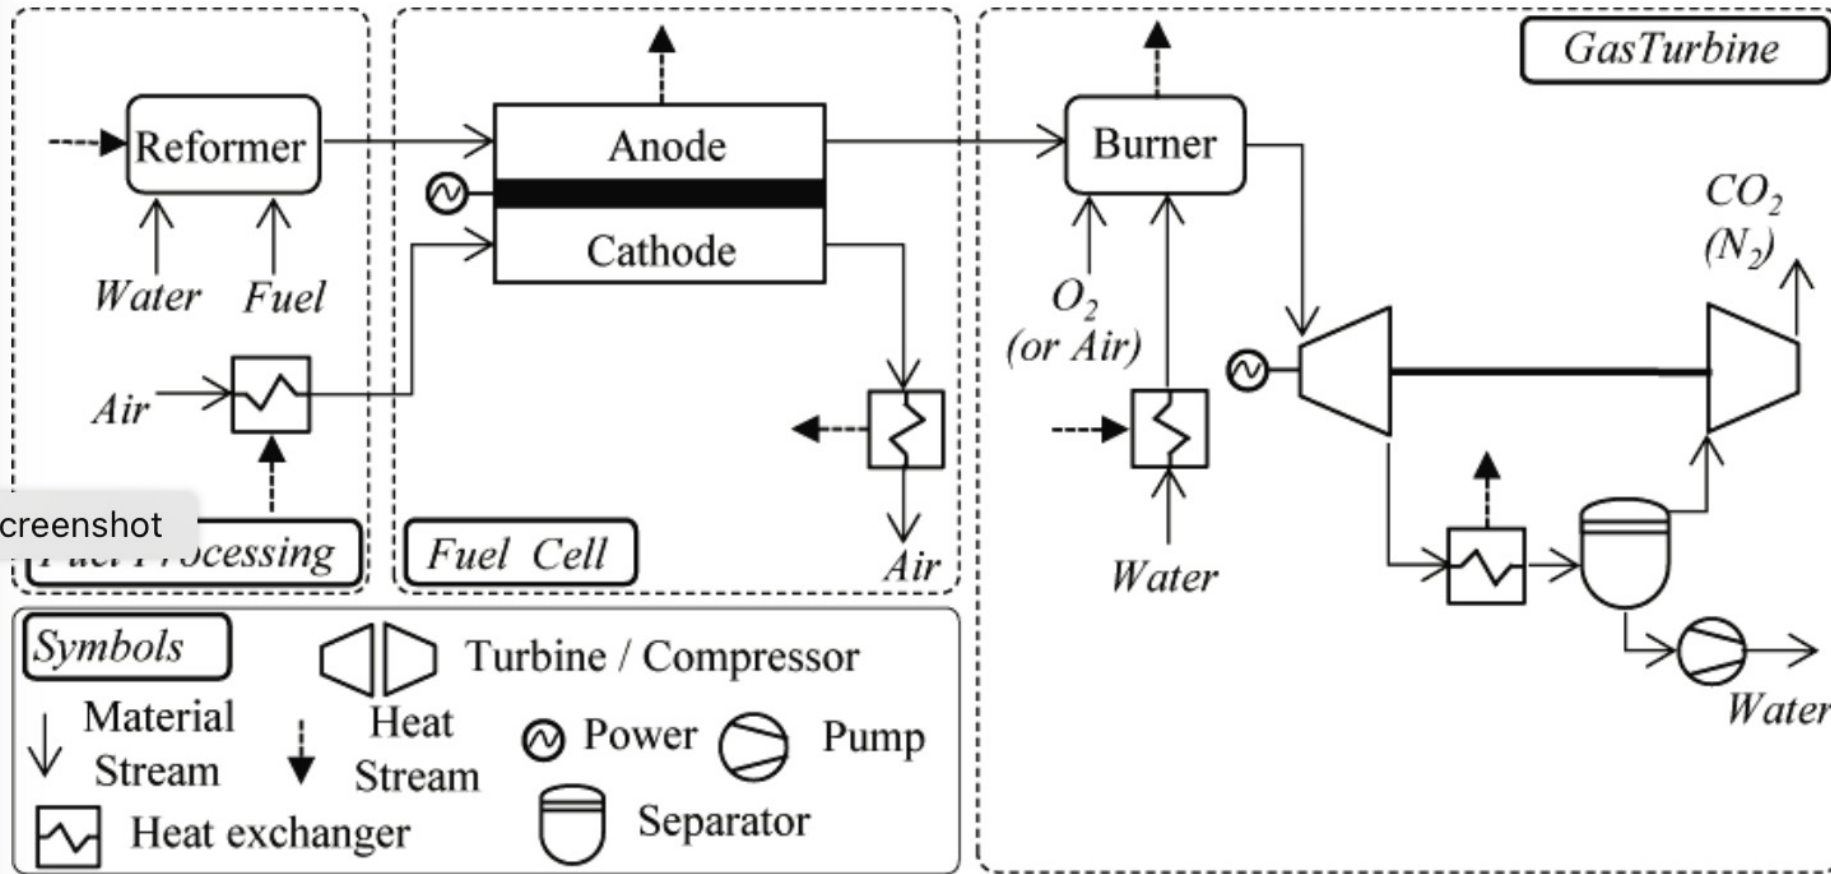 GasTurbine
Reformer
Anode
Burner
Cathode
CO2
(N2)
Water Fuel
O2
(or Air)
Air
creenshot
Processing
Fuel Cell
Air
Water
Symbols
Turbine / Compressor
Material
Stream
Heat
Stream
Power
Pump
Water
Heat exchanger
Separator